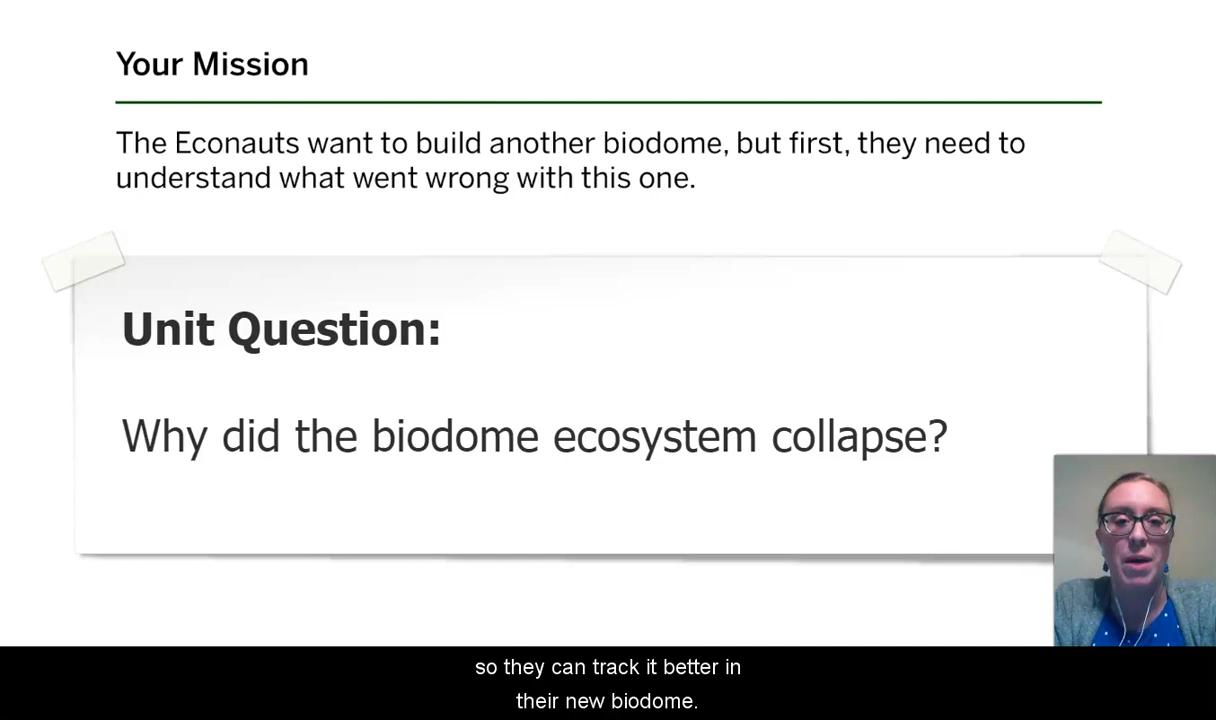 Your Mission
The Econauts want to build another biodome, but first, they need to
understand what went wrong with this one.
Unit Question:
Why did the biodome ecosystem collapse?
so they can track it better in
their new biodome.